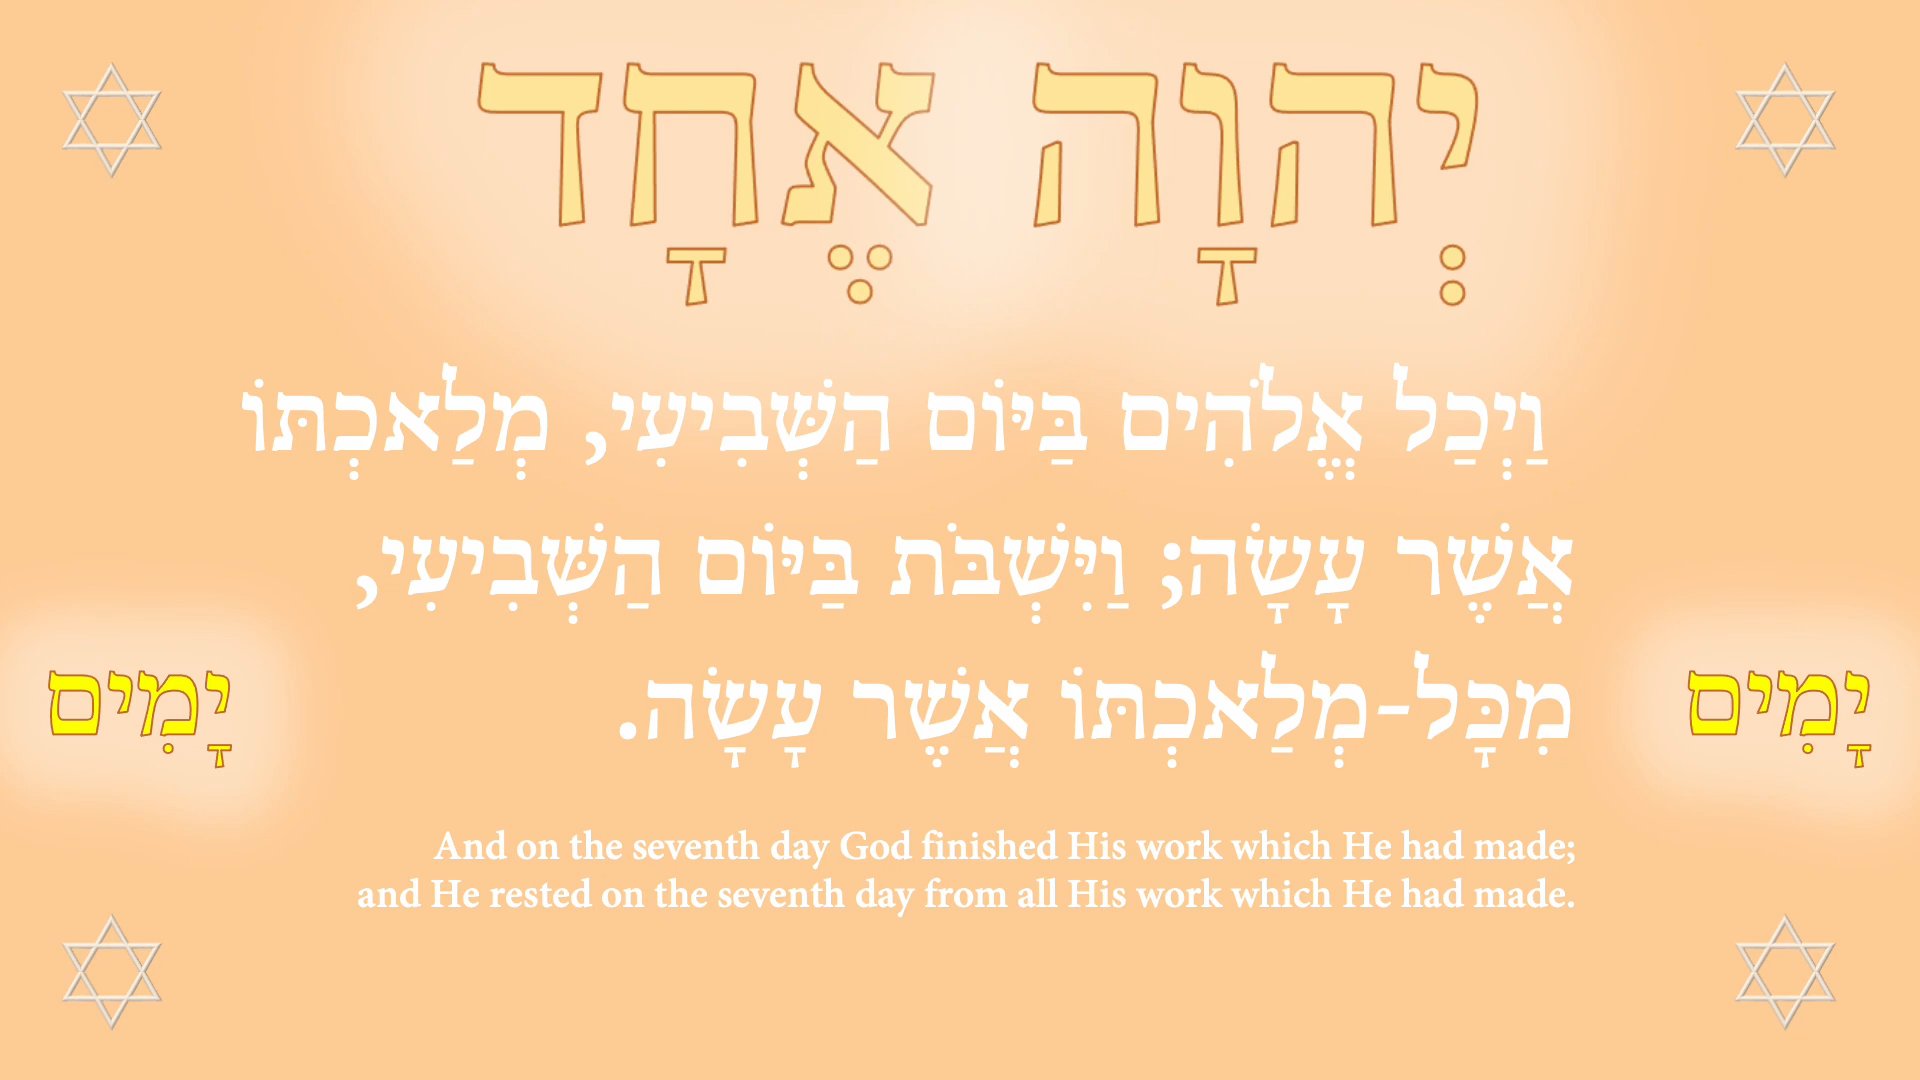 יְהוָה אֶחָד
וַיְכַל אֱלֹהִים בַּיּוֹם הַשְּׁבִיעִי, מְלַאכְתּוֹ
אֲשֶׁר עָשָׂה; וַיִּשְׁבֹּת בַּיּוֹם הַשְּׁבִיעִי,
מִכָּל-מְלַאכְתּוֹ אֲשֶׁר עָשָׂה.
יָמִים
יָמִים
And on the seventh day God finished His work which He had made;
and He rested on the seventh day from all His work which He had made.